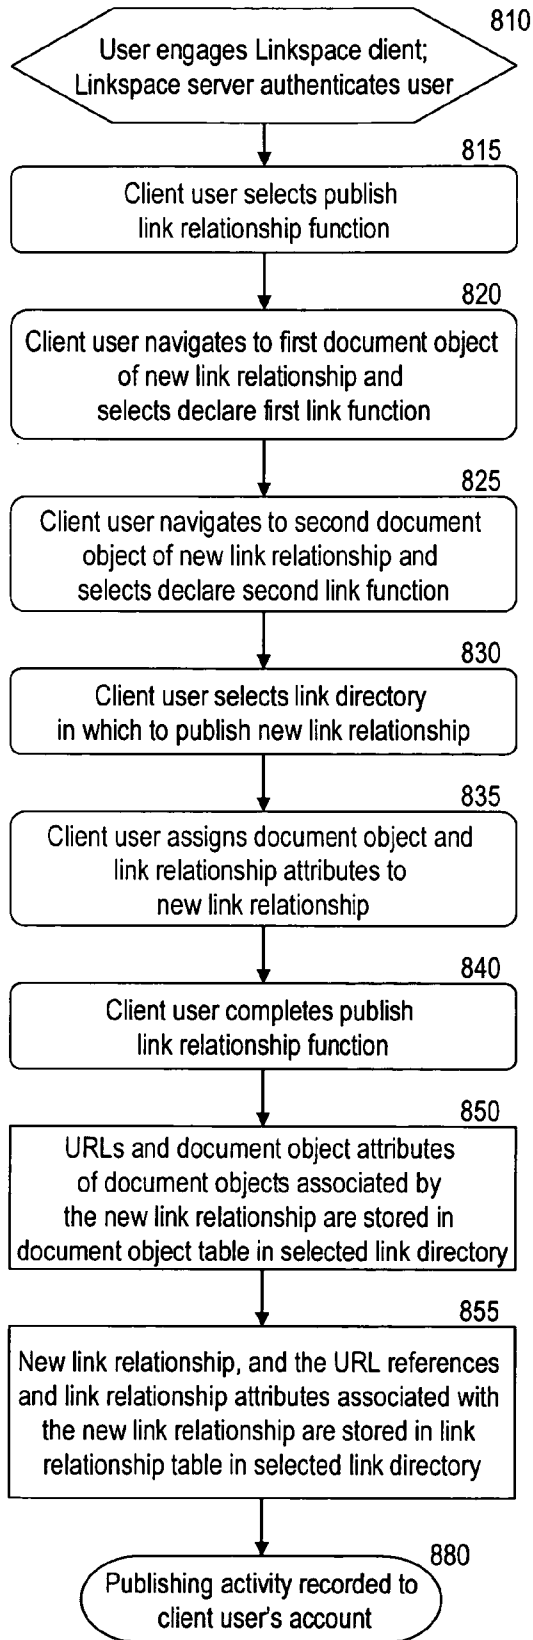 810
User engages Linkspace client;
Linkspace server authenticates user
815
Client user selects publish
link relationship function
820
Client user navigates to first document object
of new link relationship and
selects declare first link function
825
Client user navigates to second document
object of new link relationship and
selects declare second link function
830
Client user selects link directory
in which to publish new link relationship
835
Client user assigns document object and
link relationship attributes to
new link relationship
840
Client user completes publish
link relationship function
850
URLs and document object attributes
of document objects associated by
the new link relationship are stored in
document object table in selected link directory
855
New link relationship, and the URL references
and link relationship attributes associated with
the new link relationship are stored in link
relationship table in selected link directory
880
Publishing activity recorded to
client user's account